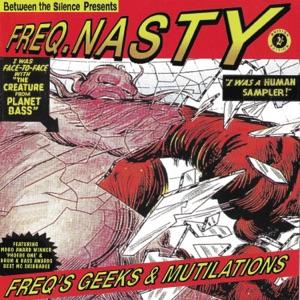 Between the Silence Presents
FREQ.NASTY
I WAS
FACE-TO-FACE
WITH
"THE
CREATURE
FROM
PLANET
BASS"
"I WAS A HUMAN
SAMPLER!"
FEATURING
MOBO AWARD WINNER
'PHOEBE ONE' &
DRUM & BASS AWARDS
BEST MC SKIBBADEE
FREQ'S GEEKS & MUTILATIONS